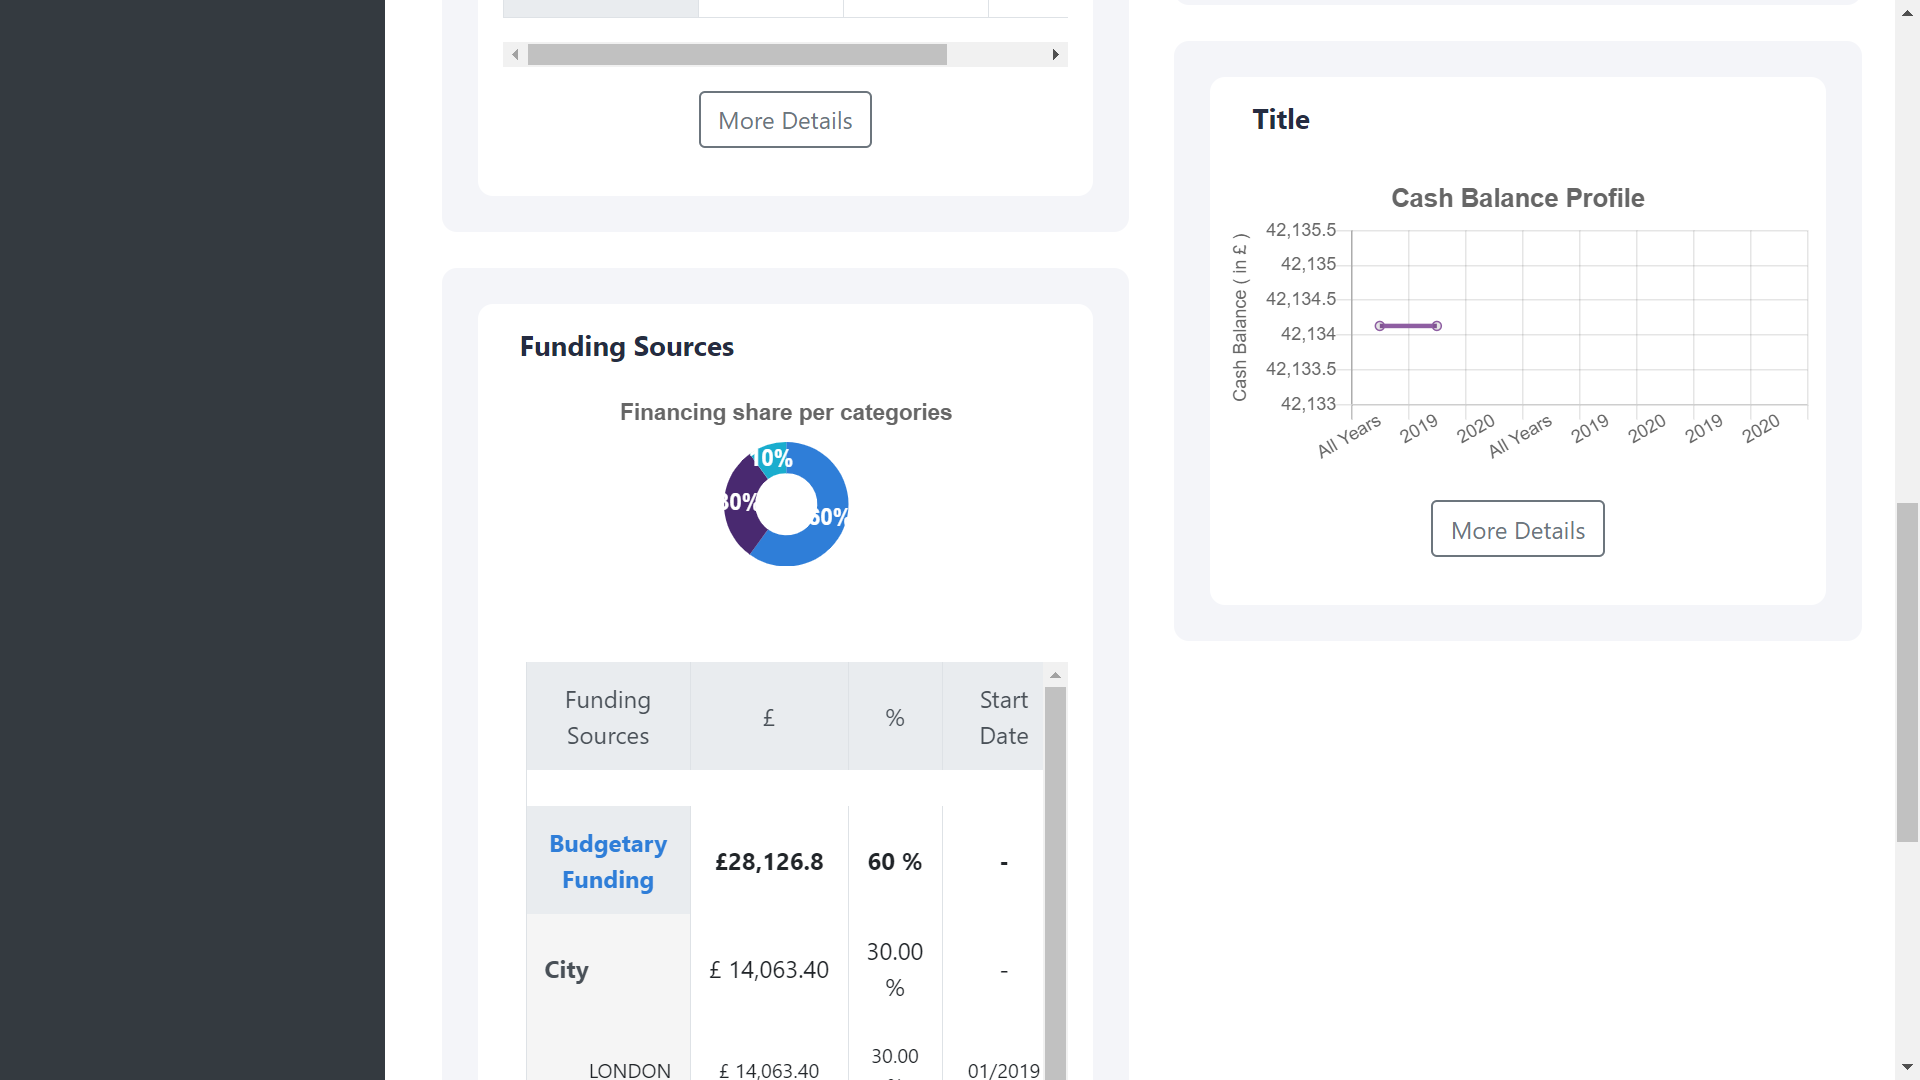 More Details
Funding Sources
Financing share per categories
10%
30%
60%
Funding
Sources
£
%
Start
Date
Budgetary
Funding
£28,126.8
60 %
-
City
£ 14,063.40
30.00
%
-
LONDON
£ 14,063.40
30.00
01/2019
Title
Cash Balance Profile
Cash Balance ( in £ )
42,135.5
42,135
42,134.5
42,134
42,133.5
42,133
All Years
2019
2020
All Years
2019
2020
2019
2020
More Details